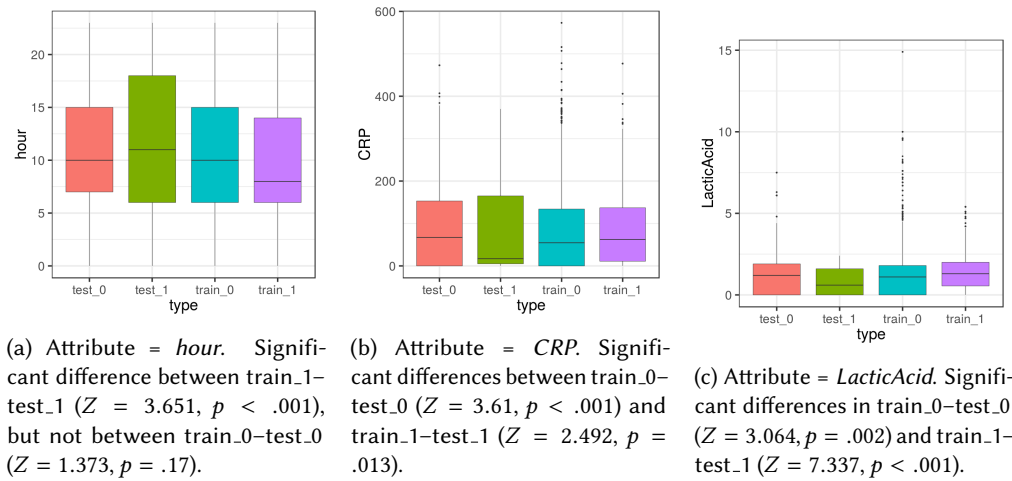 20
15
10
5
0
hour
test_0 test_1 train_0 train_1
type
600
400
200
0
CRP
test_0 test_1 train_0 train_1
type
15
10
5
0
LacticAcid
test_0 test_1 train_0 train_1
type
(a) Attribute = hour. Signifi-
cant difference between train_1–
test_1 (Z = 3.651, p < .001),
but not between train_0–test_0
(Z = 1.373, p = .17).
(b) Attribute = CRP. Signifi-
cant differences between train_0–
test_0 (Z = 3.61, p < .001) and
train_1–test_1 (Z = 2.492, p =
.013).
(c) Attribute = LacticAcid. Signifi-
cant differences in train_0–test_0
(Z = 3.064, p = .002) and train_1–
test_1 (Z = 7.337, p < .001).